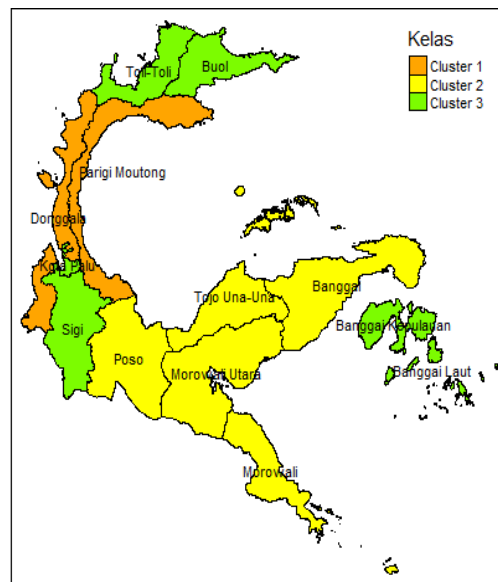 Kelas
Cluster 1
Cluster 2
Cluster 3
Toli-Toli
Buol
Parigi Moutong
Donggala
Kota Palu
Sigi
Tojo Una-Una
Banggai
Poso
Morowali Utara
Banggai Kepulauan
Banggai Laut
Morowali